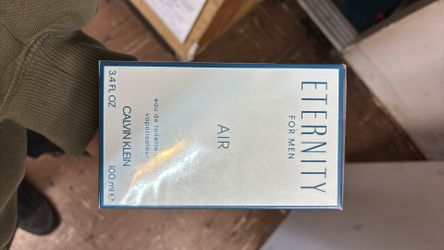 ETERNITY
FOR MEN
AIR
eau de toilette
vaporisateur
CALVIN KLEIN
3.4 FL OZ
100 ml e